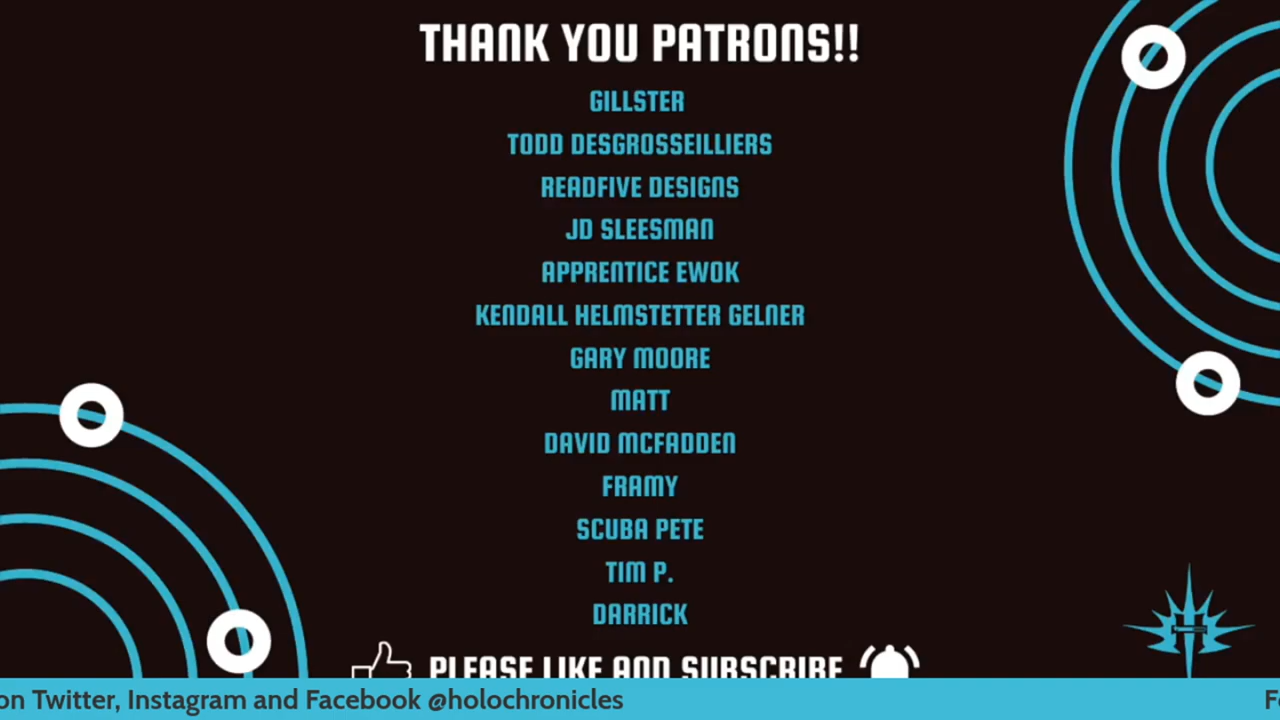 THANK YOU PATRONS!!
GILLSTER
TODD DESGROSSEILLIERS
READFIVE DESIGNS
JD SLEESMAN
APPRENTICE EWOK
KENDALL HELMSTETTER GELNER
GARY MOORE
MATT
DAVID MCFADDEN
FRAMY
SCUBA PETE
TIM P.
DARRICK
PLEASE LIKE AND SUBSCRIBE
on Twitter, Instagram and Facebook @holochronicles